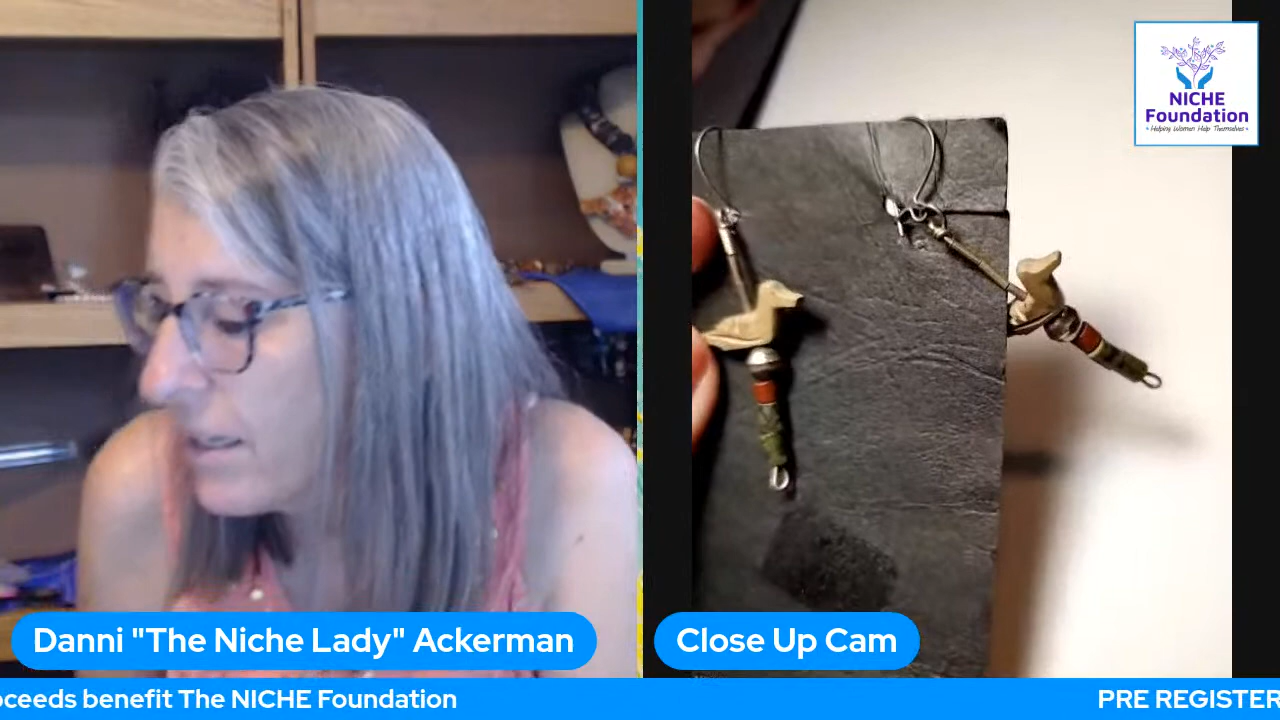 NICHE
Foundation
• Helping Women Help Themselves •
Danni "The Niche Lady" Ackerman
Close Up Cam
oceeds benefit The NICHE Foundation
PRE REGISTER